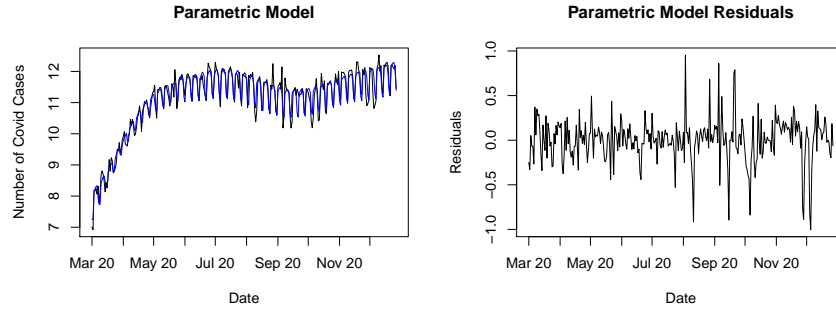 Parametric Model
Number of Covid Cases
12
11
10
9
8
7
Mar 20 May 20 Jul 20 Sep 20 Nov 20
Date
Parametric Model Residuals
Residuals
1.0
0.5
0.0
−0.5
−1.0
Mar 20 May 20 Jul 20 Sep 20 Nov 20
Date